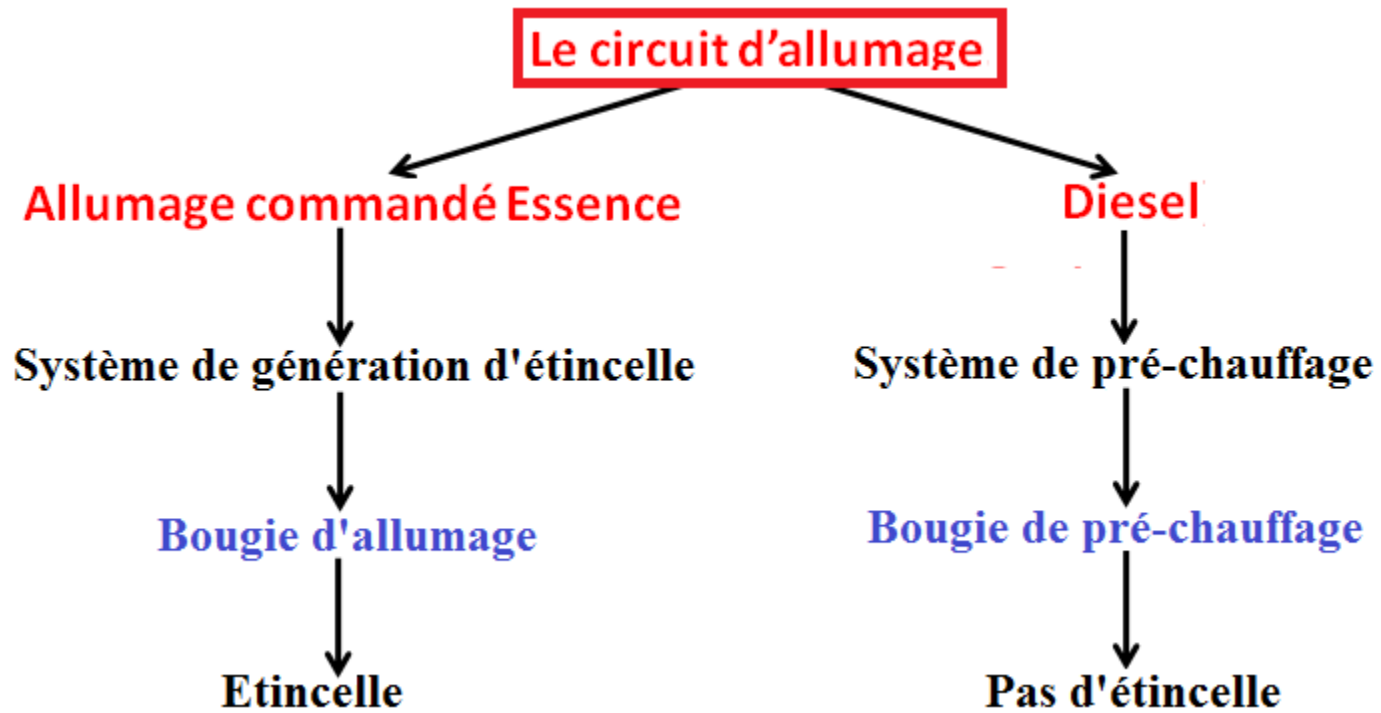 Le circuit d’allumage
Allumage commandé Essence
Diesel
Système de génération d'étincelle
Système de pré-chauffage
Bougie d'allumage
Bougie de pré-chauffage
Etincelle
Pas d'étincelle